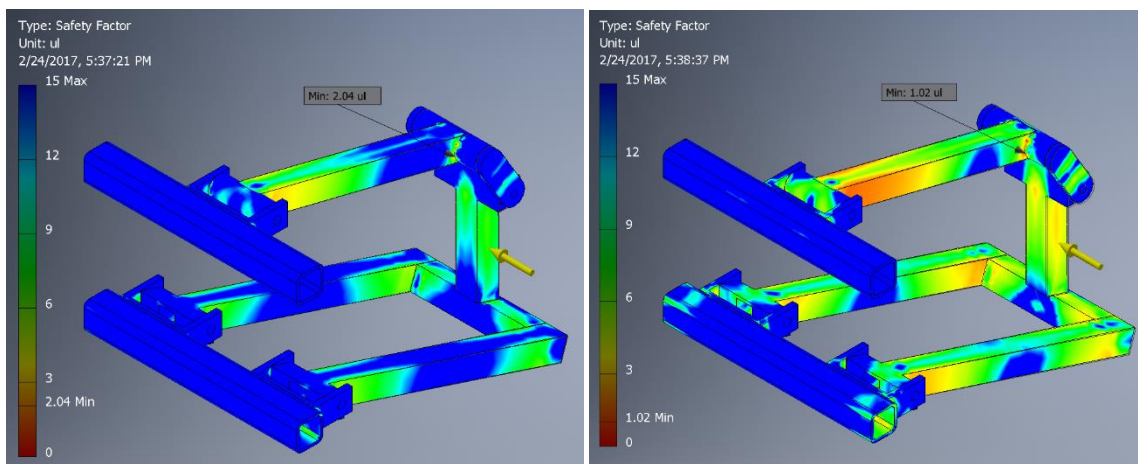 Type: Safety Factor
Unit: ul
2/24/2017, 5:37:21 PM
15 Max
Min: 2.04 ul
12
9
6
3
2.04 Min
0
Type: Safety Factor
Unit: ul
2/24/2017, 5:38:37 PM
15 Max
Min: 1.02 ul
12
9
6
3
1.02 Min
0